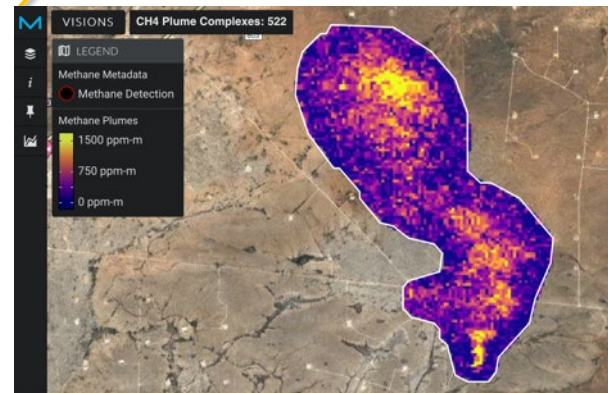 VISIONS
CH4 Plume Complexes: 522
LEGEND
Methane Metadata
Methane Detection
Methane Plumes
1500 ppm-m
750 ppm-m
0 ppm-m